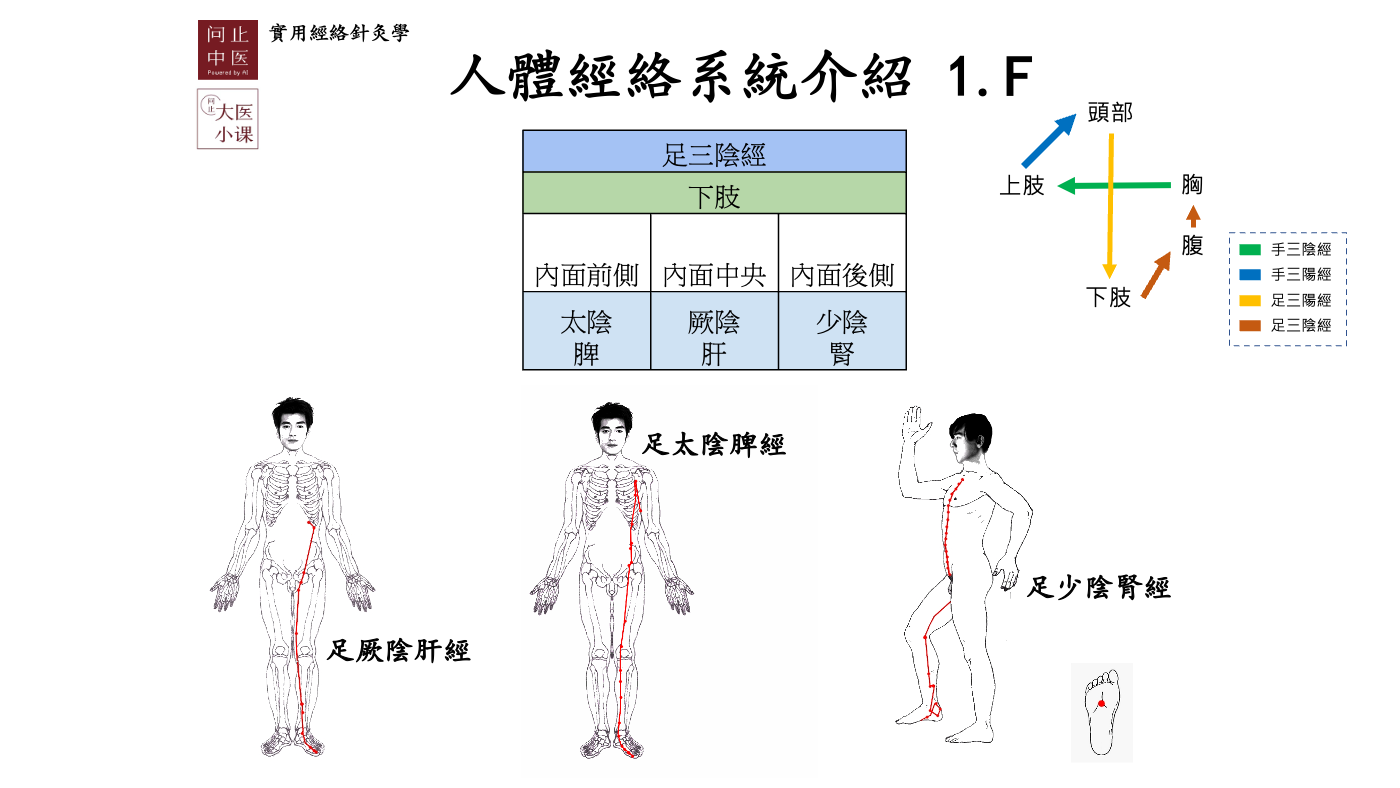 问止
中医
Powered by AI
實用經絡針灸學
问止
大医
小课
人體經絡系統介紹 1.F
足三陰經
下肢
內面前側 內面中央 內面後側
太陰 厥陰 少陰
脾 肝 腎
頭部
上肢
胸
腹
下肢
手三陰經
手三陽經
足三陽經
足三陰經
足太陰脾經
足少陰腎經
足厥陰肝經